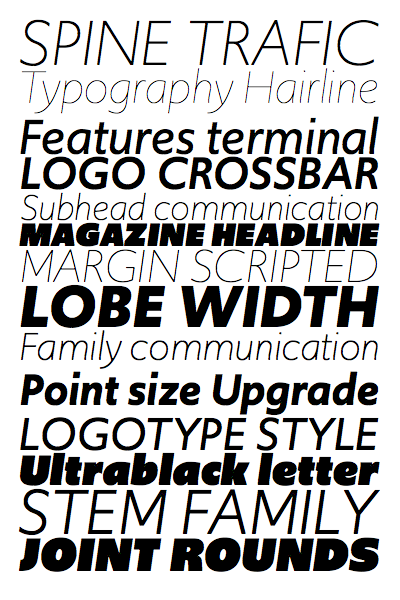 SPINE TRAFIC
Typography Hairline
Features terminal
LOGO CROSSBAR
Subhead communication
MAGAZINE HEADLINE
MARGIN SCRIPTED
LOBE WIDTH
Family communication
Point size Upgrade
LOGOTYPE STYLE
Ultrablack letter
STEM FAMILY
JOINT ROUNDS